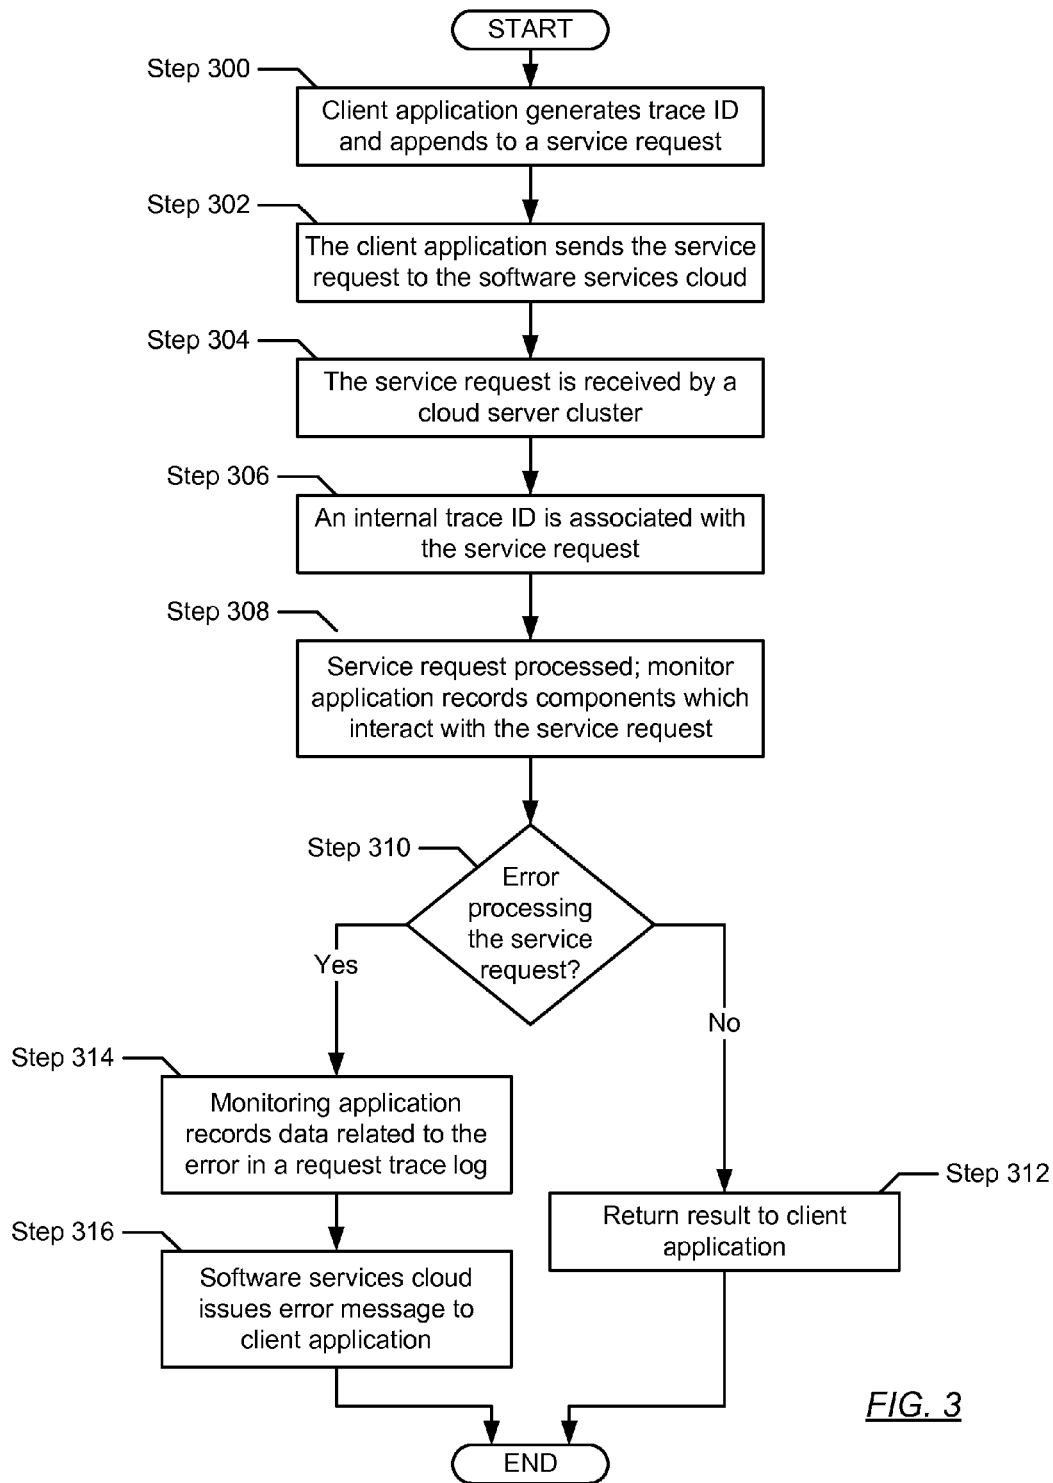 START
Step 300
Client application generates trace ID
and appends to a service request
Step 302
The client application sends the service
request to the software services cloud
Step 304
The service request is received by a
cloud server cluster
Step 306
An internal trace ID is associated with
the service request
Step 308
Service request processed; monitor
application records components which
interact with the service request
Step 310
Error
processing
the service
request?
Yes
No
Step 314
Monitoring application
records data related to the
error in a request trace log
Step 312
Return result to client
application
Step 316
Software services cloud
issues error message to
client application
FIG. 3
END